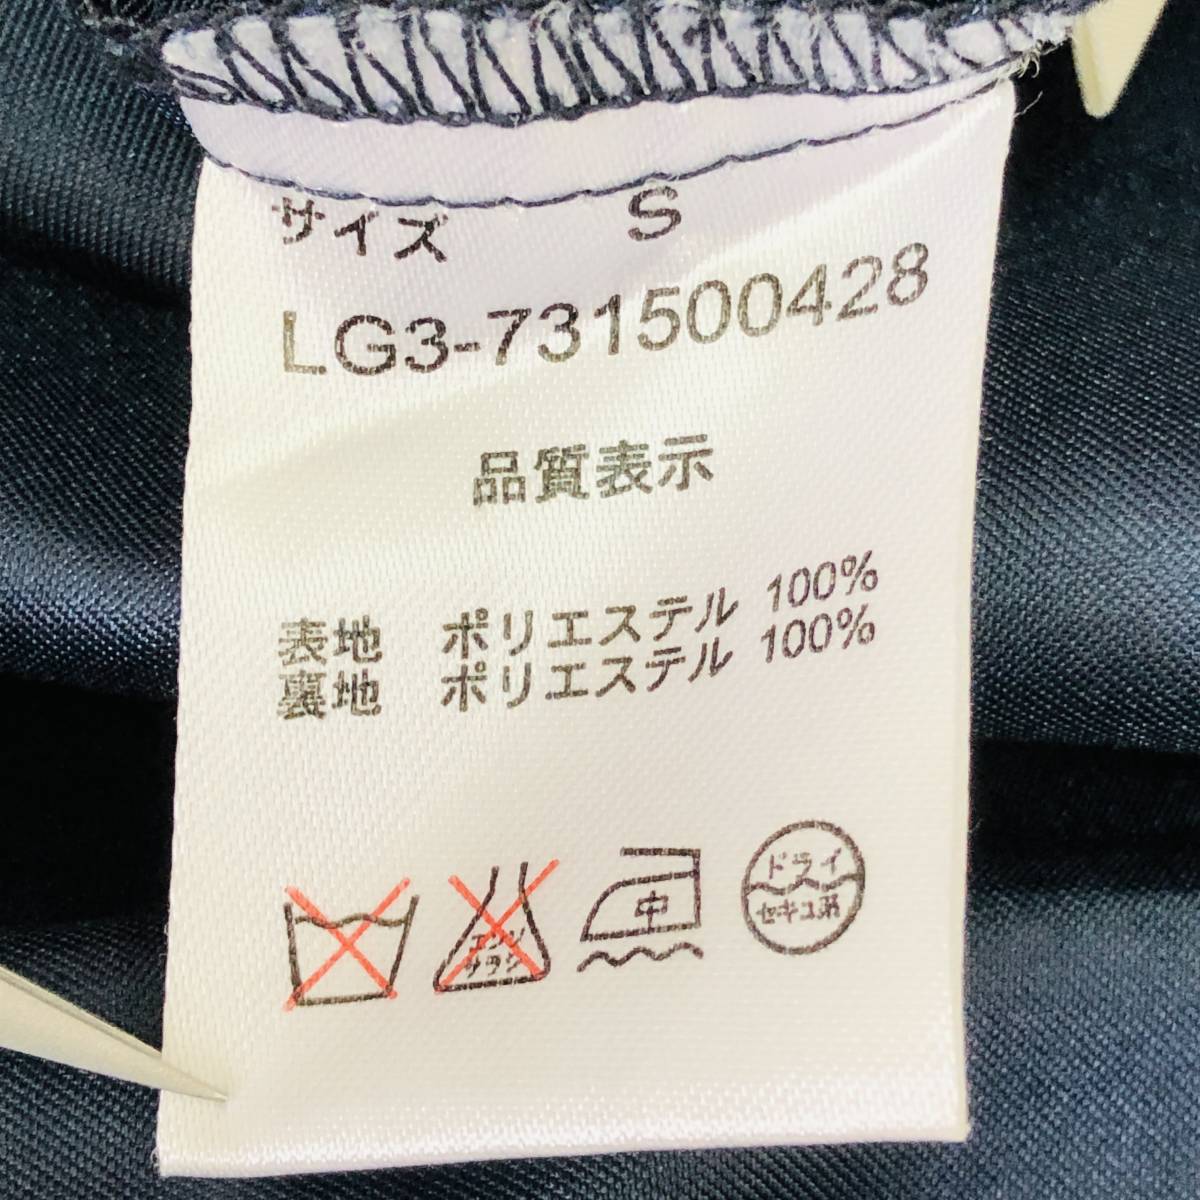 サイズ S
LG3-731500428
品質表示
表地 ポリエステル 100%
裏地 ポリエステル 100%
エンソ
サラシ
中
ドライ
セキユ系